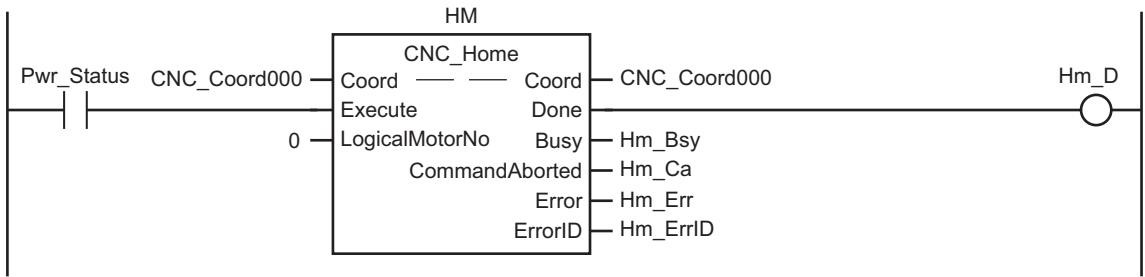 HM
CNC_Home
Pwr_Status CNC_Coord000 Coord Coord CNC_Coord000 Hm_D
Execute Done
0 LogicalMotorNo Busy Hm_Bsy
CommandAborted Hm_Ca
Error Hm_Err
ErrorID Hm_ErrID